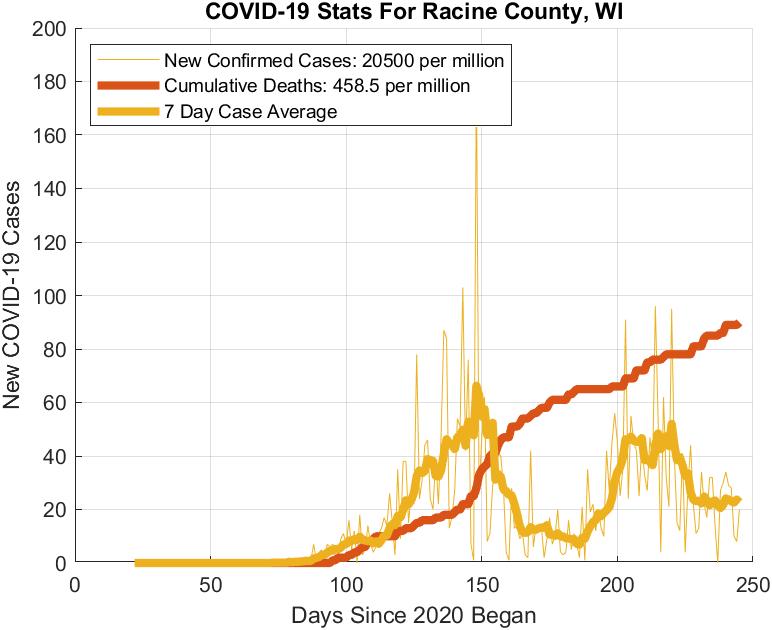 COVID-19 Stats For Racine County, WI
200
180
160
140
120
100
80
60
40
20
0
New COVID-19 Cases
New Confirmed Cases: 20500 per million
Cumulative Deaths: 458.5 per million
7 Day Case Average
0 50 100 150 200 250
Days Since 2020 Began